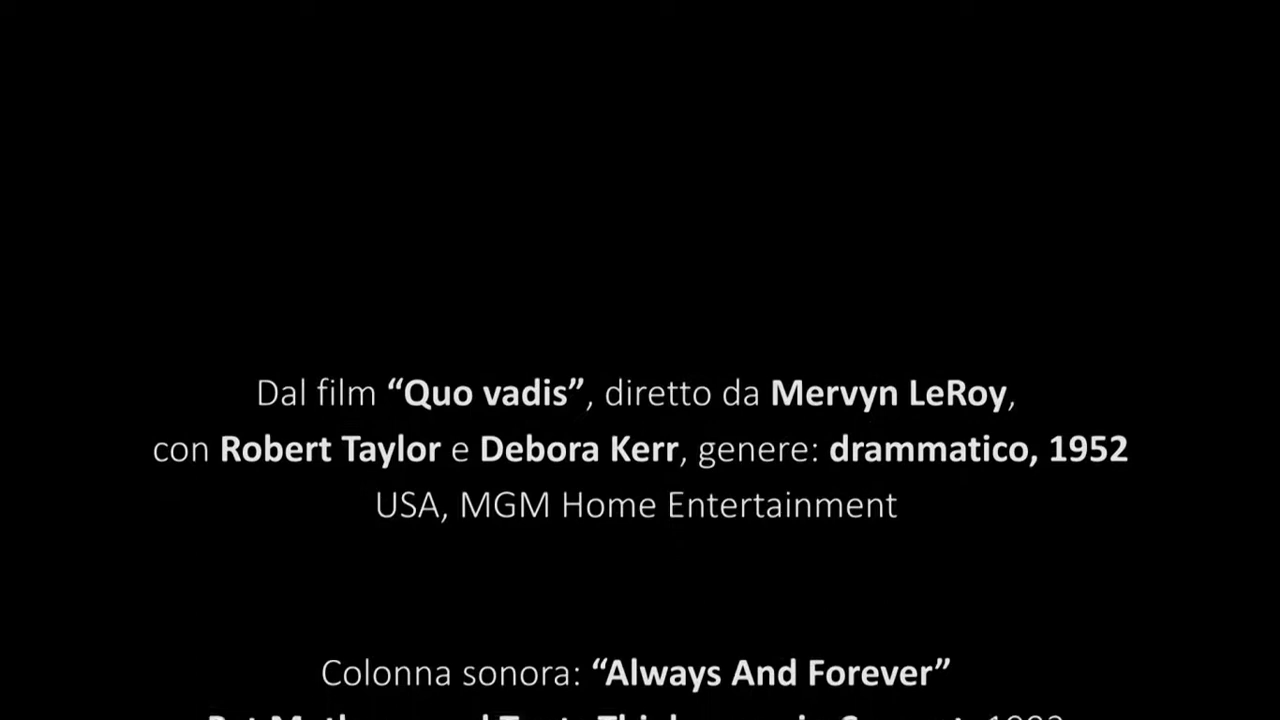 Dal film “Quo vadis”, diretto da Mervyn LeRoy,
con Robert Taylor e Debora Kerr, genere: drammatico, 1952
USA, MGM Home Entertainment
Colonna sonora: “Always And Forever”